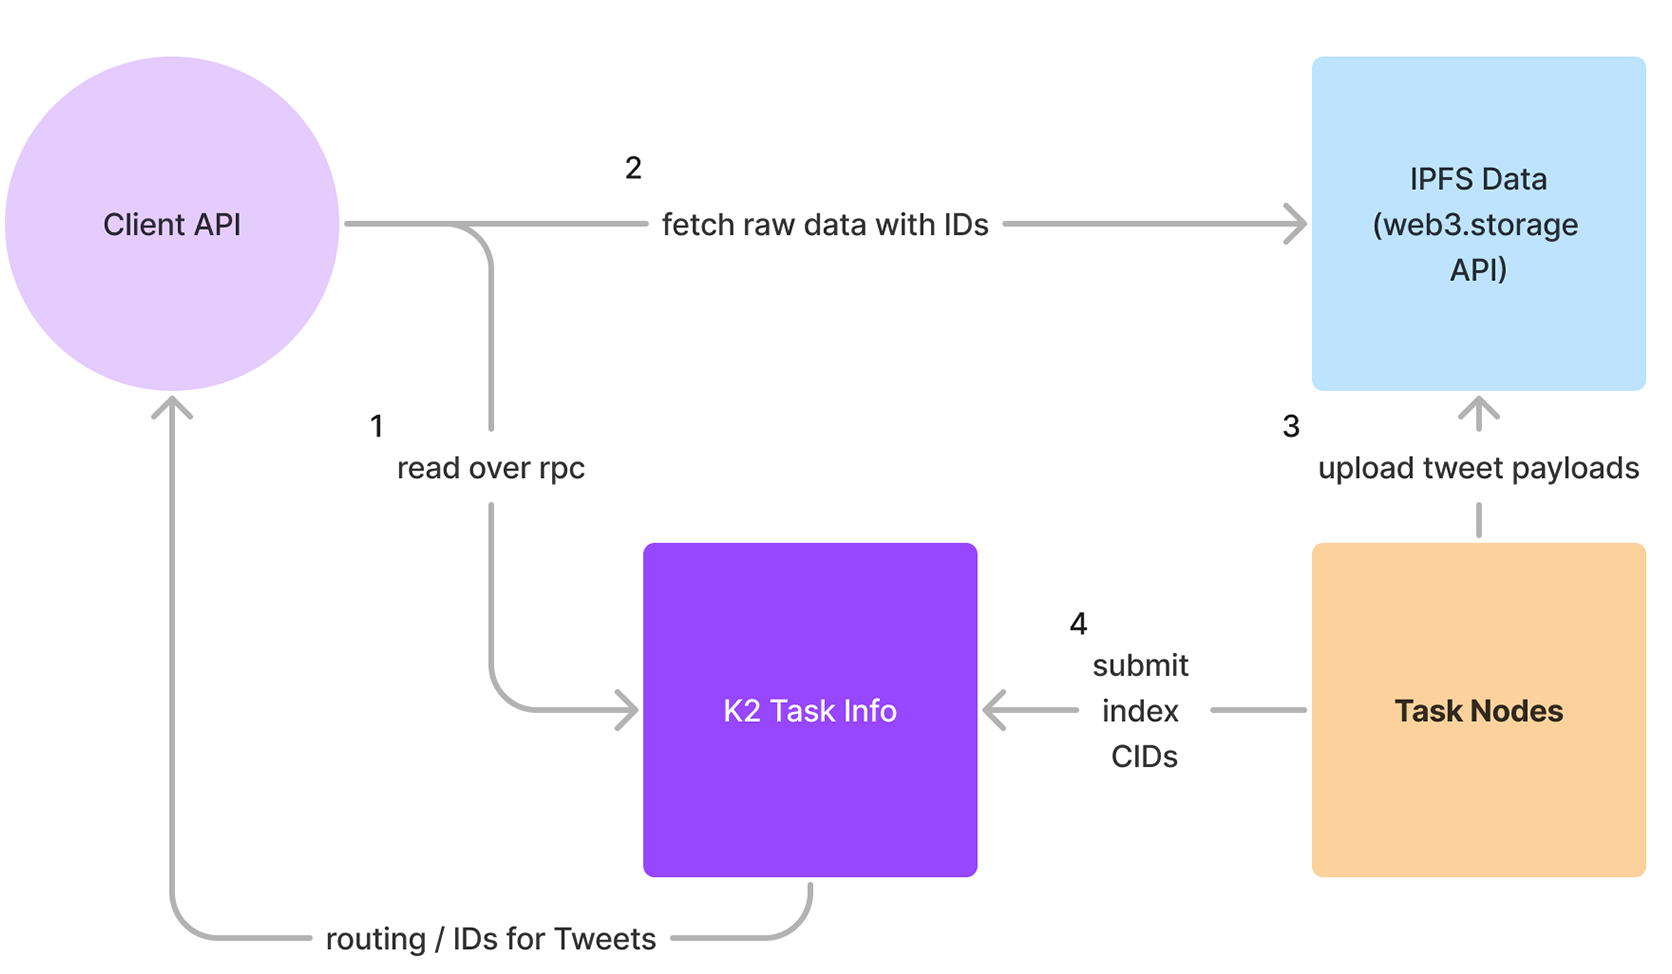 2
Client API
fetch raw data with IDs
IPFS Data
(web3.storage
API)
1
read over rpc
3
upload tweet payloads
4
submit
index
CIDs
K2 Task Info
Task Nodes
routing / IDs for Tweets